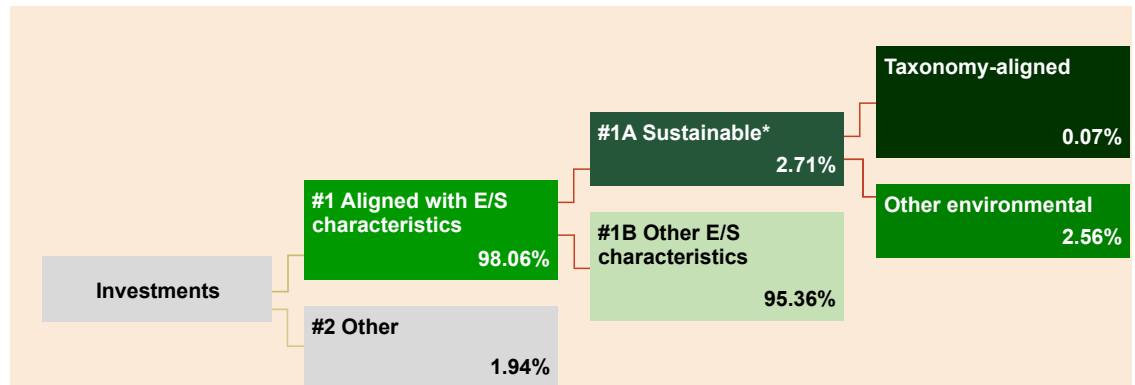 Investments
#1 Aligned with E/S
characteristics
98.06%
#2 Other
1.94%
#1A Sustainable*
2.71%
#1B Other E/S
characteristics
95.36%
Taxonomy-aligned
0.07%
Other environmental
2.56%